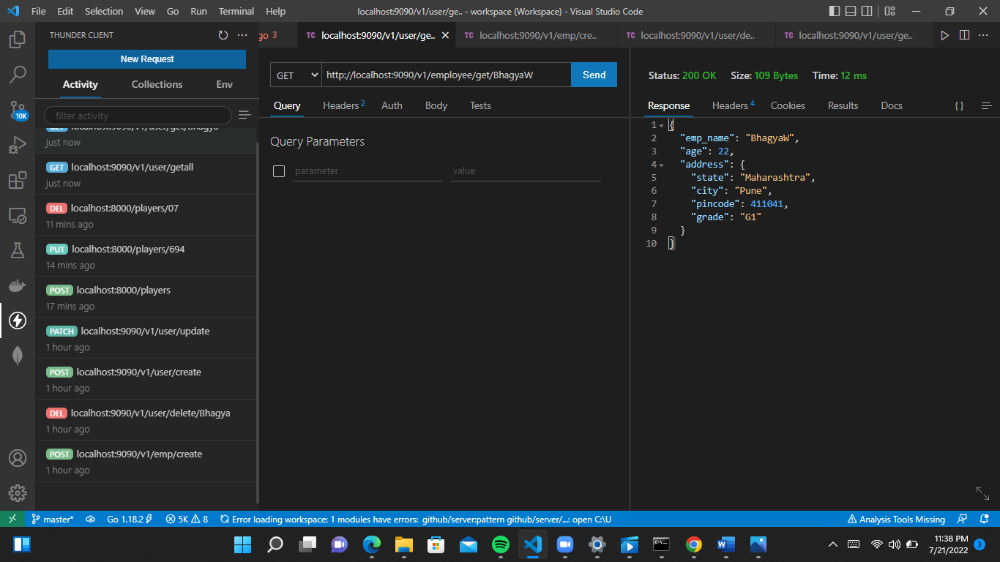 File Edit Selection View Go Run Terminal Help localhost:9090/v1/user/ge.. - workspace (Workspace) - Visual Studio Code
THUNDER CLIENT
New Request
Activity Collections Env
filter activity
10K
GET localhost:9090/v1/user/get/Bhagya
just now
GET localhost:9090/v1/user/getall
just now
DEL localhost:8000/players/07
11 mins ago
PUT localhost:8000/players/694
14 mins ago
POST localhost:8000/players
17 mins ago
PATCH localhost:9090/v1/user/update
1 hour ago
POST localhost:9090/v1/user/create
1 hour ago
DEL localhost:9090/v1/user/delete/Bhagya
1 hour ago
POST localhost:9090/v1/emp/create
1 hour ago
go 3 TC localhost:9090/v1/user/ge.. TC localhost:9090/v1/emp/cre.. TC localhost:9090/v1/user/de.. TC localhost:9090/v1/user/ge..
GET http://localhost:9090/v1/employee/get/BhagyaW Send
Query Headers 2 Auth Body Tests
Query Parameters
parameter value
Status: 200 OK Size: 109 Bytes Time: 12 ms
Response Headers 4 Cookies Results Docs { }
1 {
2 "emp_name": "BhagyaW",
3 "age": 22,
4 "address": {
5 "state": "Maharashtra",
6 "city": "Pune",
7 "pincode": 411041,
8 "grade": "G1"
9 }
10 }
master* Go 1.18.2 5K 8 Error loading workspace: 1 modules have errors: github/server:pattern github/server/...: open C:\U Analysis Tools Missing
11:38 PM
7/21/2022 3